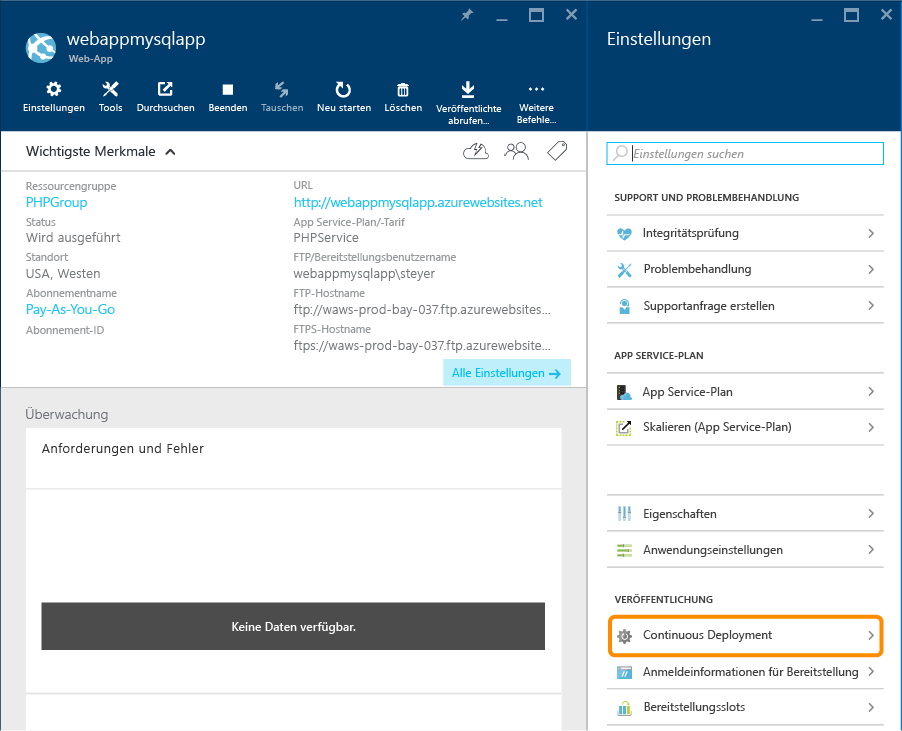 webappmysqlapp
Web-App
Einstellungen
Tools
Durchsuchen
Beenden
Tauschen
Neu starten
Löschen
Veröffentlichte
abrufen...
Weitere
Befehle...
Wichtigste Merkmale
Ressourcengruppe
PHPGroup
Status
Wird ausgeführt
Standort
USA, Westen
Abonnementname
Pay-As-You-Go
Abonnement-ID
URL
http://webappmysqlapp.azurewebsites.net
App Service-Plan/-Tarif
PHPService
FTP/Bereitstellungsbenutzername
webappmysqlapp\steyer
FTP-Hostname
ftp://waws-prod-bay-037.ftp.azurewebsites...
FTPS-Hostname
ftps://waws-prod-bay-037.ftp.azurewebsite...
Alle Einstellungen
Überwachung
Anforderungen und Fehler
Keine Daten verfügbar.
Einstellungen
Einstellungen suchen
SUPPORT UND PROBLEMBEHANDLUNG
Integritätsprüfung
Problembehandlung
Supportanfrage erstellen
APP SERVICE-PLAN
App Service-Plan
Skalieren (App Service-Plan)
Eigenschaften
Anwendungseinstellungen
VERÖFFENTLICHUNG
Continuous Deployment
Anmeldeinformationen für Bereitstellung
Bereitstellungsslots